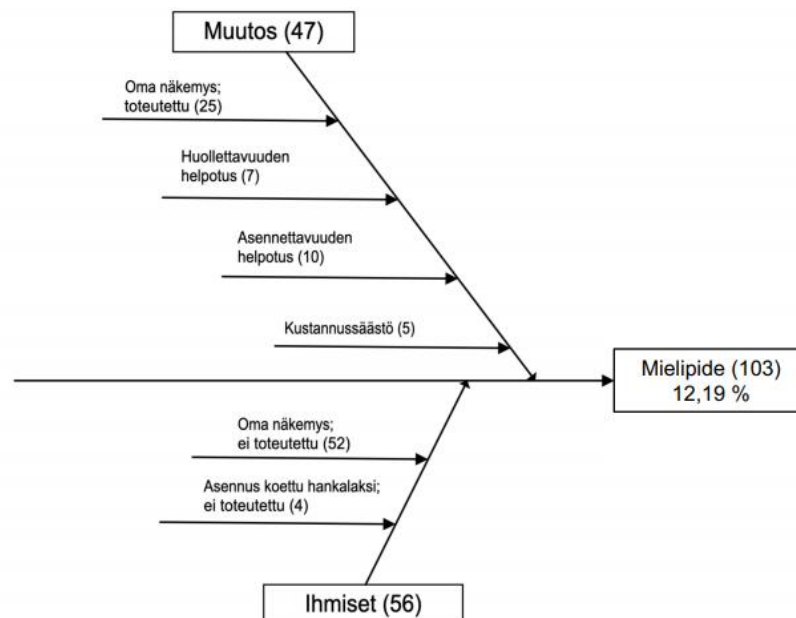 Muutos (47)
Oma näkemys;
toteutettu (25)
Huollettavuuden
helpotus (7)
Asennettavuuden
helpotus (10)
Kustannussäästö (5)
Mielipide (103)
12,19 %
Oma näkemys;
ei toteutettu (52)
Asennus koettu hankalaksi;
ei toteutettu (4)
Ihmiset (56)